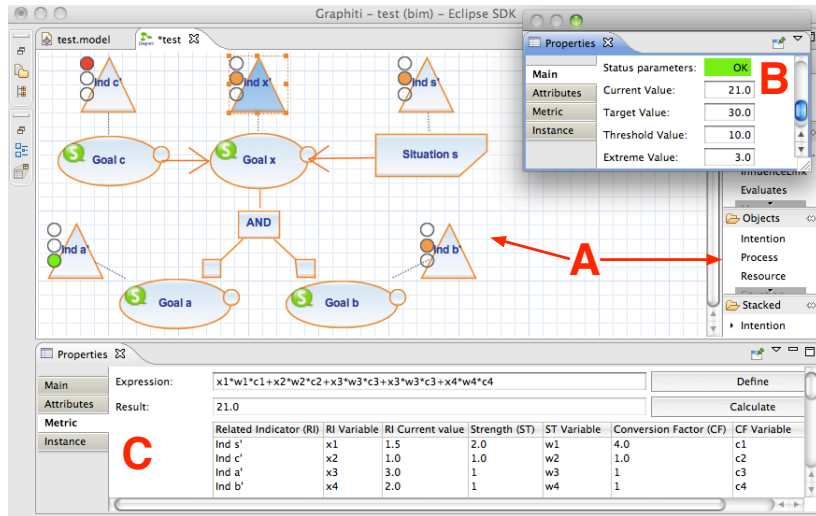 Graphiti – test (bim) – Eclipse SDK
test.model
*test
Ind c'
Ind x'
Ind s'
Goal c
Goal x
Situation s
AND
Ind a'
Ind b'
Goal a
Goal b
A
Properties
Main
Attributes
Metric
Instance
Status parameters: OK
Current Value: 21.0
Target Value: 30.0
Threshold Value: 10.0
Extreme Value: 3.0
B
InfluenceLink
Evaluates
Objects
Intention
Process
Resource
Stacked
Intention
Properties
Main
Attributes
Metric
Instance
C
Expression: x1*w1*c1+x2*w2*c2+x3*w3*c3+x3*w3*c3+x4*w4*c4 Define
Result: 21.0 Calculate
Related Indicator (RI) RI Variable RI Current value Strength (ST) ST Variable Conversion Factor (CF) CF Variable
Ind s' x1 1.5 2.0 w1 4.0 c1
Ind c' x2 1.0 1.0 w2 1.0 c2
Ind a' x3 3.0 1 w3 1 c3
Ind b' x4 2.0 1 w4 1 c4